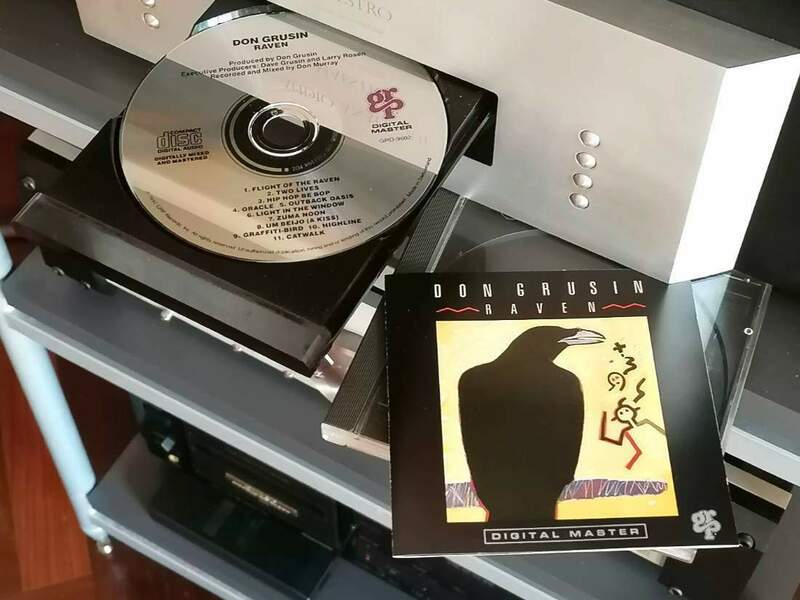 STRO
DON GRUSIN
RAVEN
Produced by Don Grusin
Executive Producers: Dave Grusin and Larry Rosen
Recorded and Mixed by Don Murray
grp
DIGITAL
MASTER
GRD-9602
COMPACT
disc
DIGITAL AUDIO
DIGITALLY MIXED
AND MASTERED
1. FLIGHT OF THE RAVEN
2. TWO LIVES
3. HIP HOP BE BOP
4. ORACLE 5. OUTBACK OASIS
6. LIGHT IN THE WINDOW
7. ZUMA NOON
8. UM BEIJO (A KISS)
9. GRAFFITI-BIRD 10. HIGHLINE
11. CATWALK
DON GRUSIN
RAVEN
DIGITAL MASTER
grp